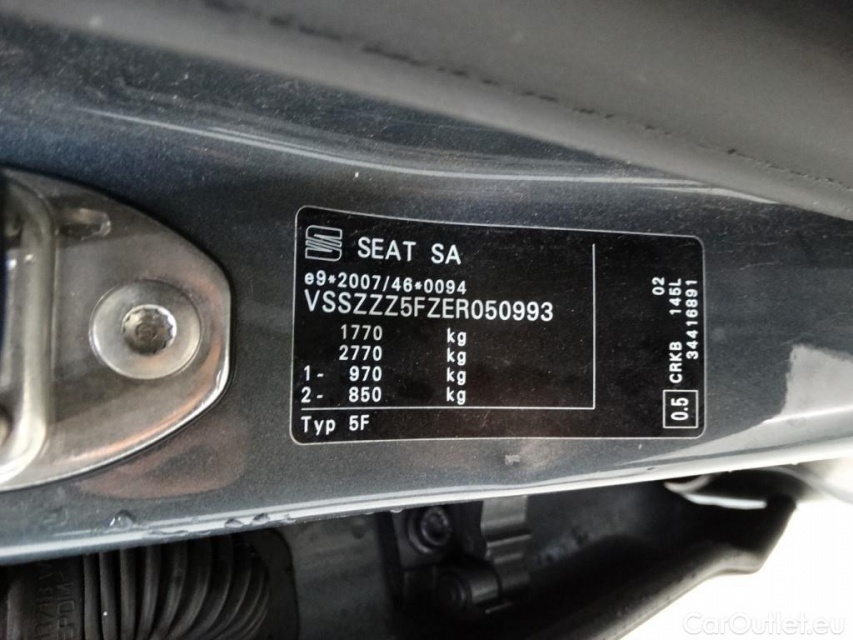 SEAT SA
e9*2007/46*0094
VSSZZZ5FZER050993
1770 kg
2770 kg
1- 970 kg
2- 850 kg
Typ 5F
02
145L
CRKB 34416891
0.5
CarOutlet.eu